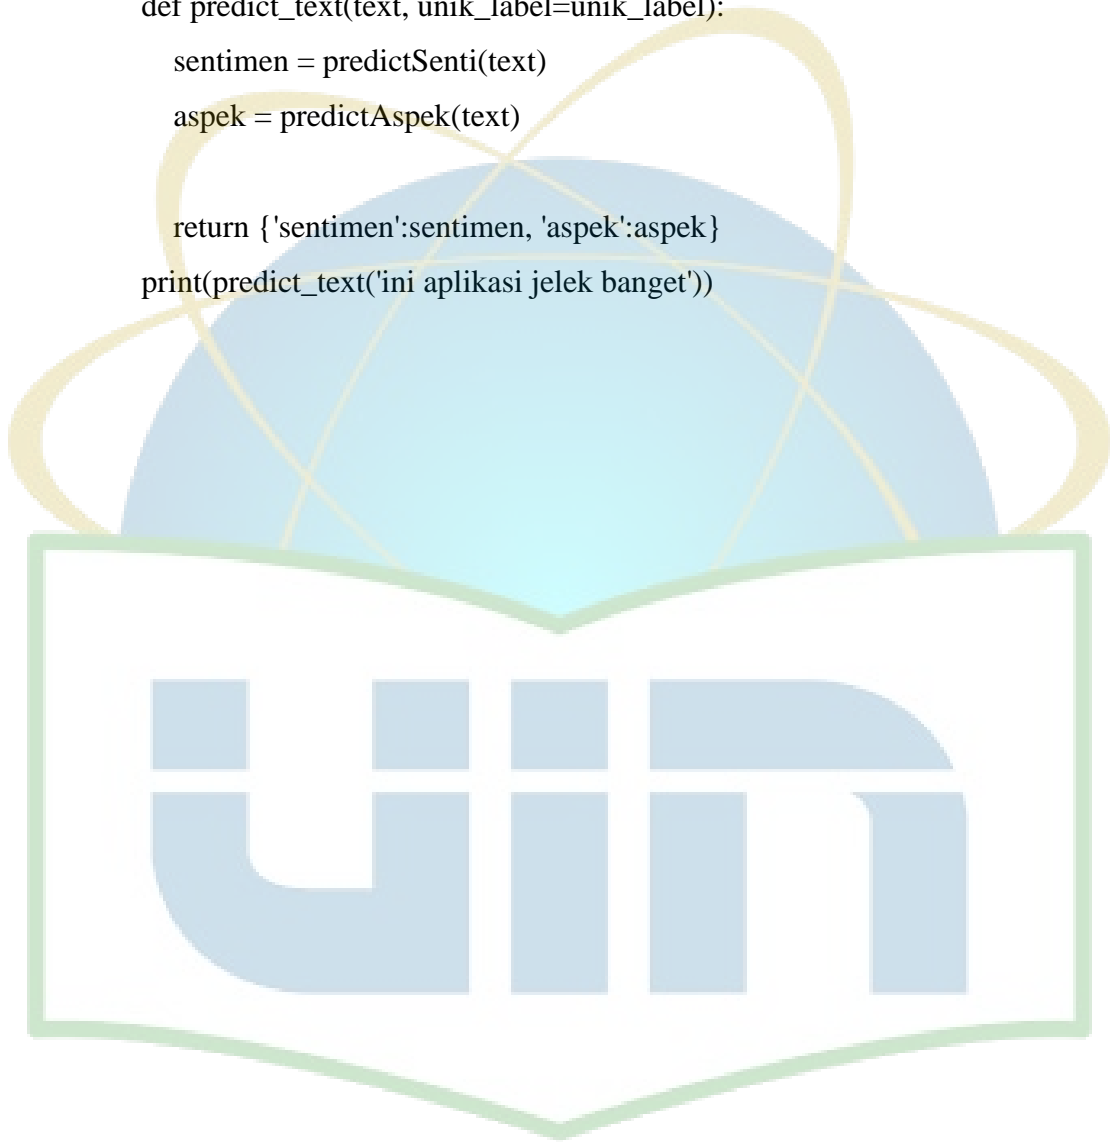 def predict_text(text, unik_label=unik_label):
sentimen = predictSenti(text)
aspek = predictAspek(text)
return {'sentimen':sentimen, 'aspek':aspek}
print(predict_text('ini aplikasi jelek banget'))
uin